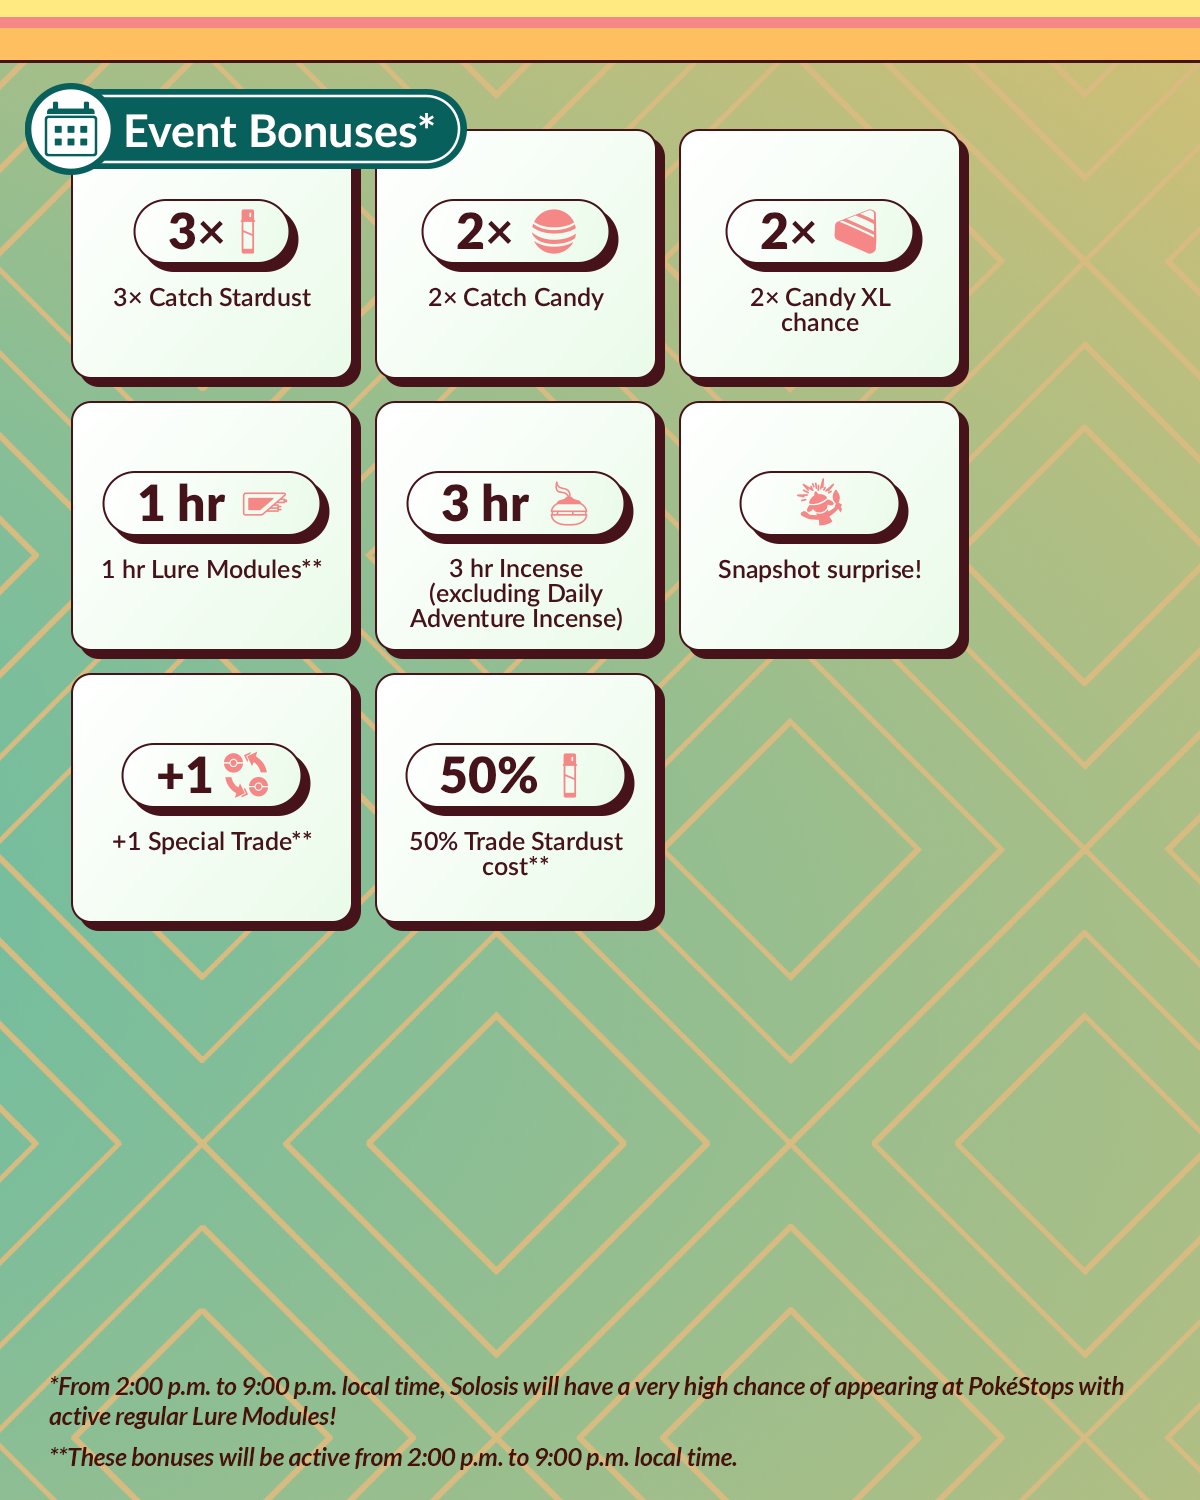 Event Bonuses*
3×
3× Catch Stardust
2×
2× Catch Candy
2×
2× Candy XL
chance
1 hr
1 hr Lure Modules**
3 hr
3 hr Incense
(excluding Daily
Adventure Incense)
Snapshot surprise!
+1
+1 Special Trade**
50%
50% Trade Stardust
cost**
*From 2:00 p.m. to 9:00 p.m. local time, Solosis will have a very high chance of appearing at PokéStops with
active regular Lure Modules!
**These bonuses will be active from 2:00 p.m. to 9:00 p.m. local time.